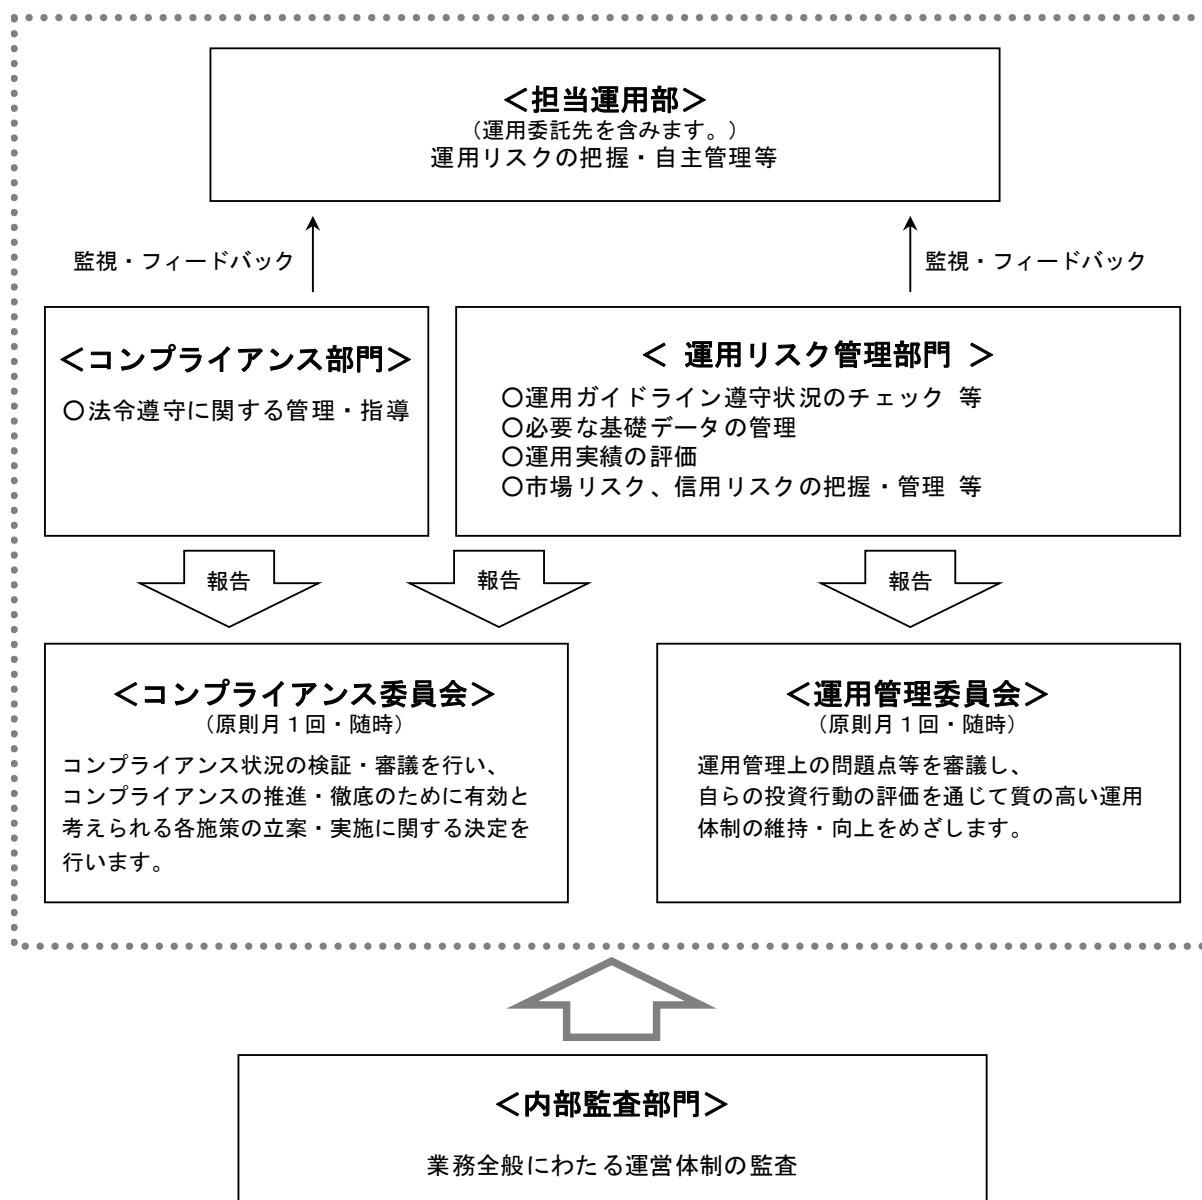 ＜担当運用部＞
（運用委託先を含みます。）
運用リスクの把握・自主管理等
監視・フィードバック
監視・フィードバック
＜コンプライアンス部門＞
〇法令遵守に関する管理・指導
＜ 運用リスク管理部門 ＞
〇運用ガイドライン遵守状況のチェック 等
〇必要な基礎データの管理
〇運用実績の評価
〇市場リスク、信用リスクの把握・管理 等
報告
報告
報告
＜コンプライアンス委員会＞
（原則月１回・随時）
コンプライアンス状況の検証・審議を行い、
コンプライアンスの推進・徹底のために有効と
考えられる各施策の立案・実施に関する決定を
行います。
＜運用管理委員会＞
（原則月１回・随時）
運用管理上の問題点等を審議し、
自らの投資行動の評価を通じて質の高い運用
体制の維持・向上をめざします。
＜内部監査部門＞
業務全般にわたる運営体制の監査